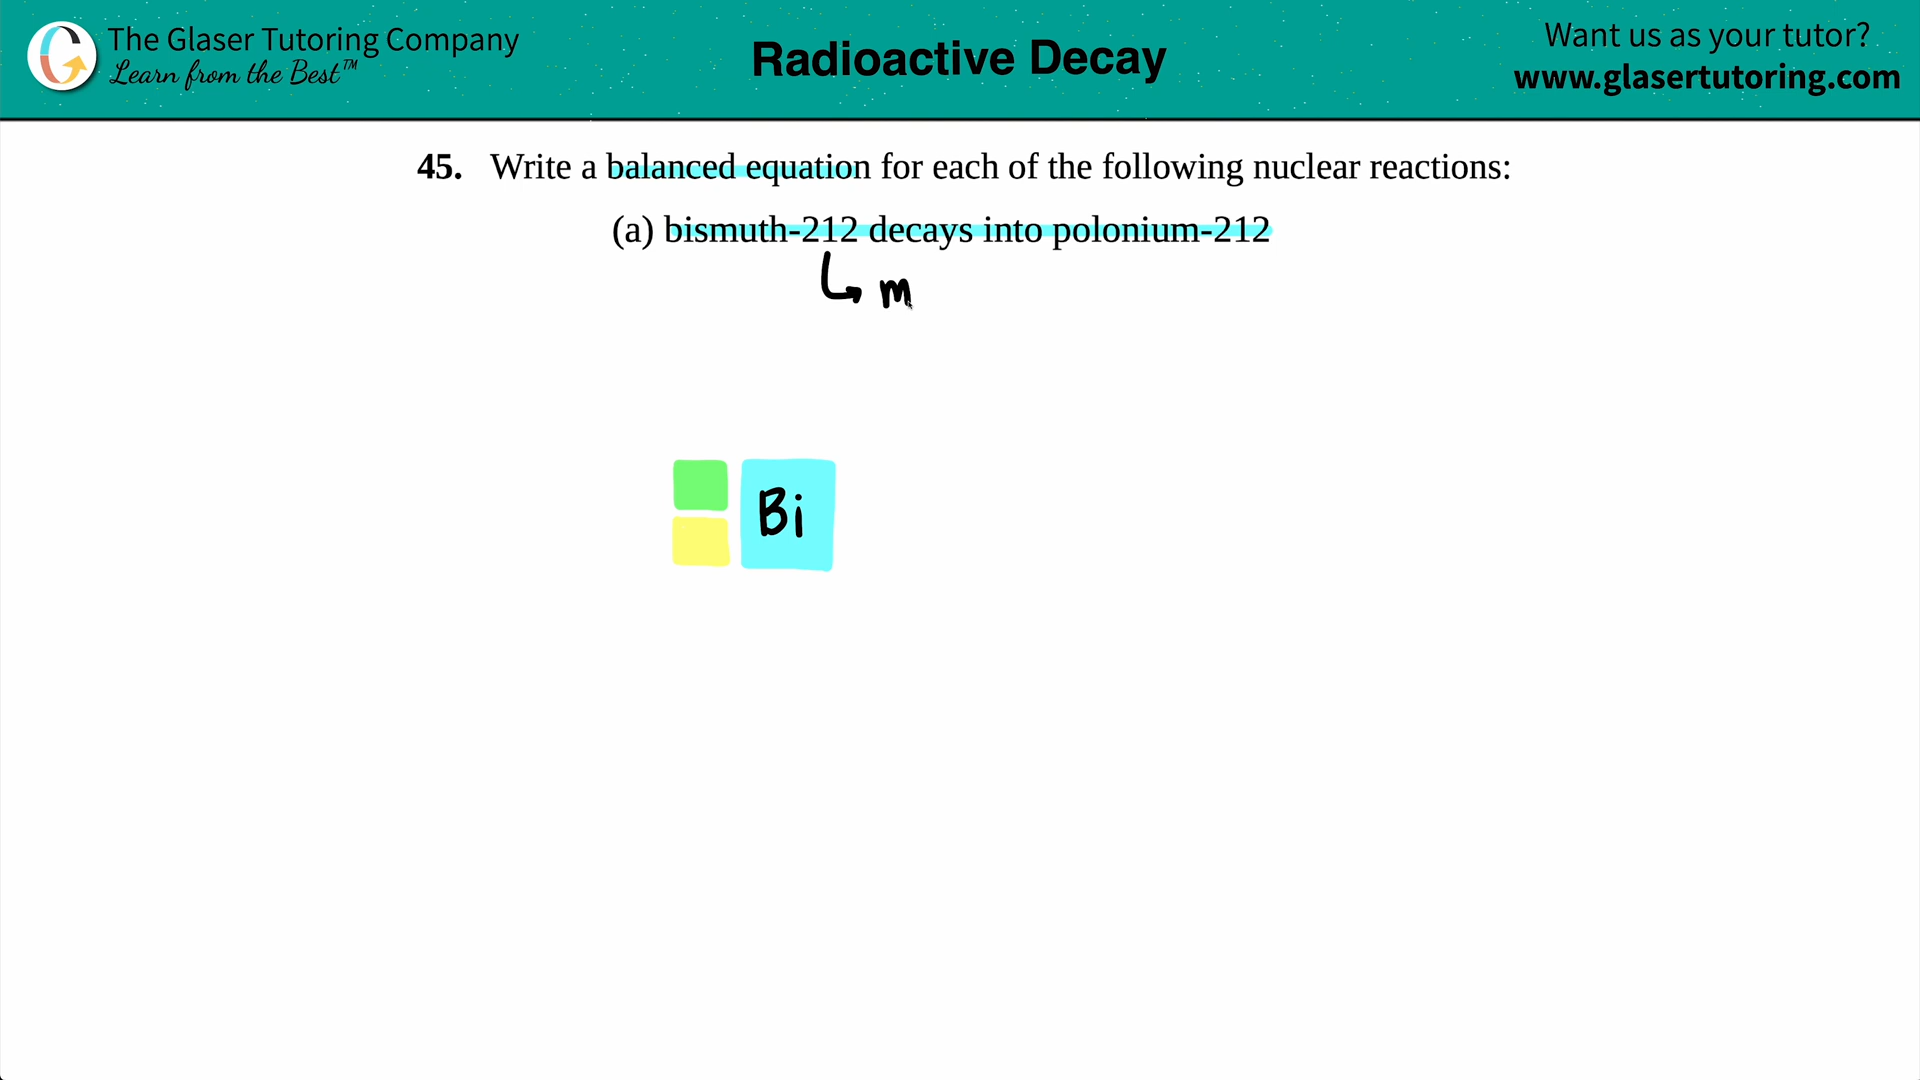 The Glaser Tutoring Company
Learn from the Best™
Radioactive Decay
Want us as your tutor?
www.glasertutoring.com
45. Write a balanced equation for each of the following nuclear reactions:
(a) bismuth-212 decays into polonium-212
m
Bi